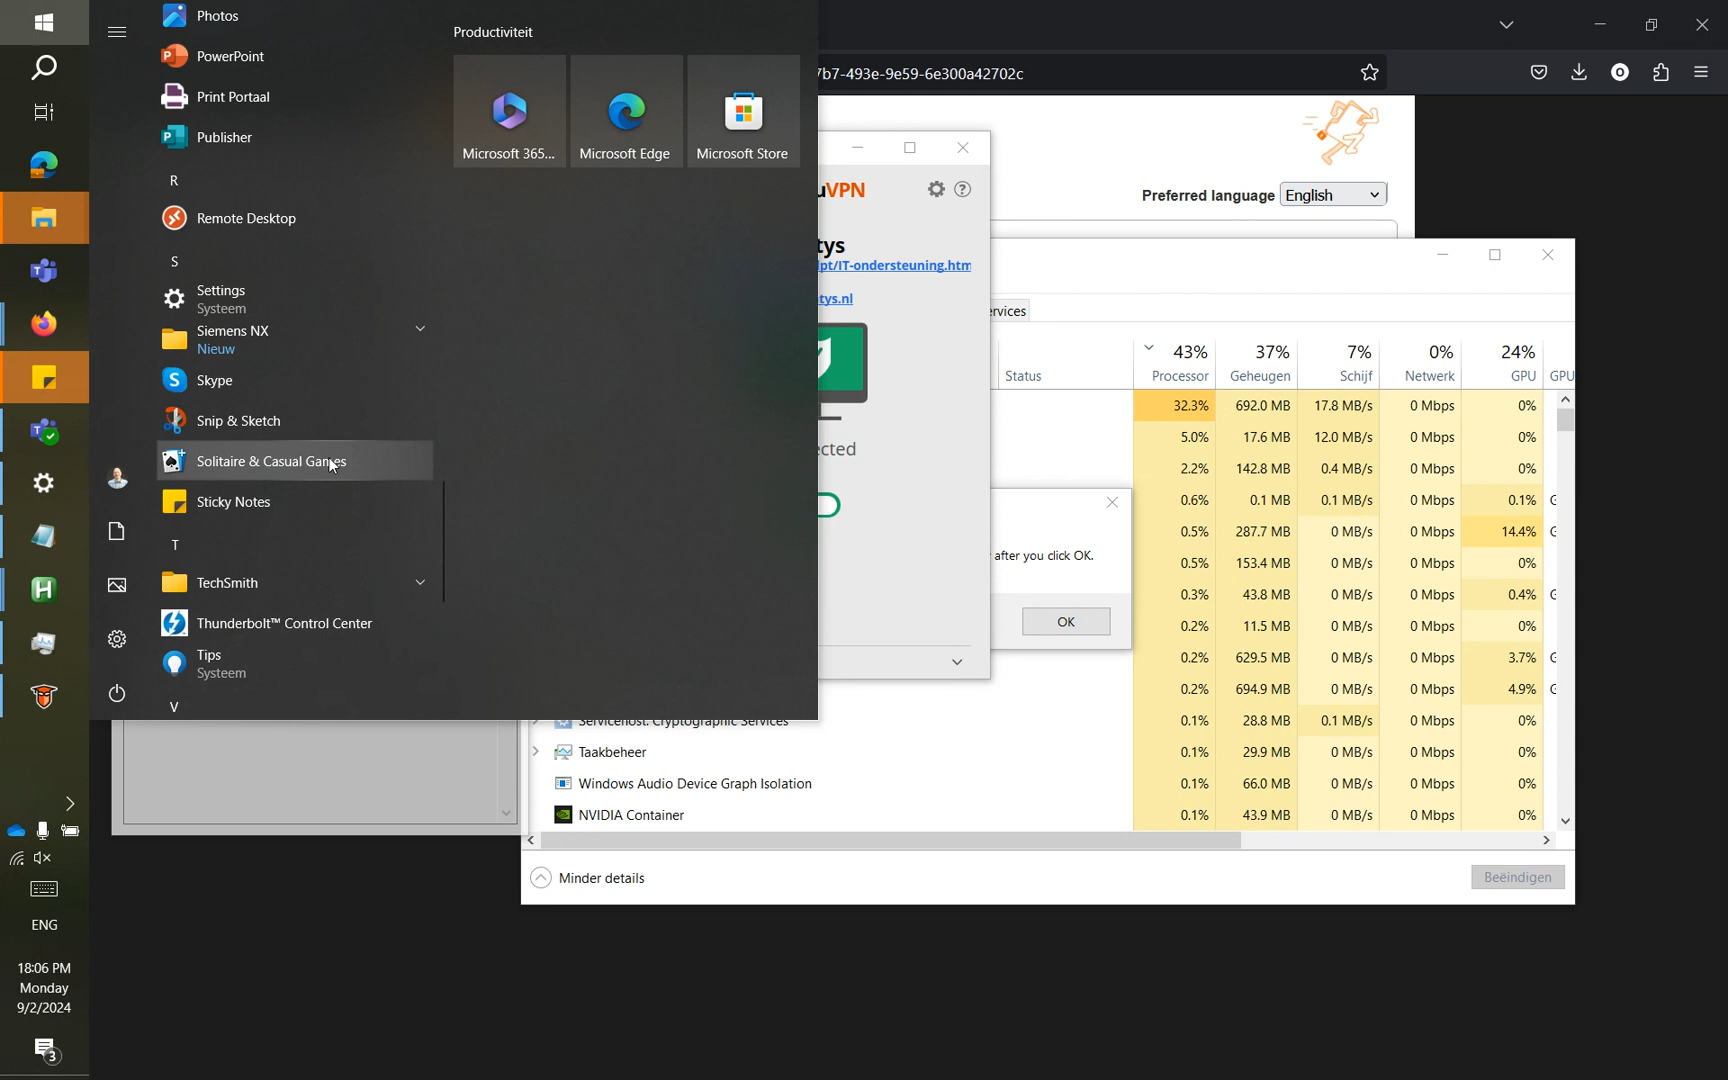 Photos
PowerPoint
Print Portaal
Publisher
R
Remote Desktop
S
Settings
Systeem
Siemens NX
Nieuw
Skype
Snip & Sketch
Solitaire & Casual Games
Sticky Notes
T
TechSmith
Thunderbolt™ Control Center
Tips
Systeem
V
Productiviteit
Microsoft 365...
Microsoft Edge
Microsoft Store
7b7-493e-9e59-6e300a42702c
Preferred language English
uVPN
tys
ipt/IT-ondersteuning.htm
tys.nl
ected
after you click OK.
OK
ervices
43% 37% 7% 0% 24%
Status Processor Geheugen Schijf Netwerk GPU GPU
32.3% 692.0 MB 17.8 MB/s 0 Mbps 0%
5.0% 17.6 MB 12.0 MB/s 0 Mbps 0%
2.2% 142.8 MB 0.4 MB/s 0 Mbps 0%
0.6% 0.1 MB 0.1 MB/s 0 Mbps 0.1% G
0.5% 287.7 MB 0 MB/s 0 Mbps 14.4% G
0.5% 153.4 MB 0 MB/s 0 Mbps 0%
0.3% 43.8 MB 0 MB/s 0 Mbps 0.4% G
0.2% 11.5 MB 0 MB/s 0 Mbps 0%
0.2% 629.5 MB 0 MB/s 0 Mbps 3.7% G
0.2% 694.9 MB 0 MB/s 0 Mbps 4.9% G
Servicehost: Cryptographic Services 0.1% 28.8 MB 0.1 MB/s 0 Mbps 0%
Taakbeheer 0.1% 29.9 MB 0 MB/s 0 Mbps 0%
Windows Audio Device Graph Isolation 0.1% 66.0 MB 0 MB/s 0 Mbps 0%
NVIDIA Container 0.1% 43.9 MB 0 MB/s 0 Mbps 0%
Minder details
Beëindigen
ENG
18:06 PM
Monday
9/2/2024
3